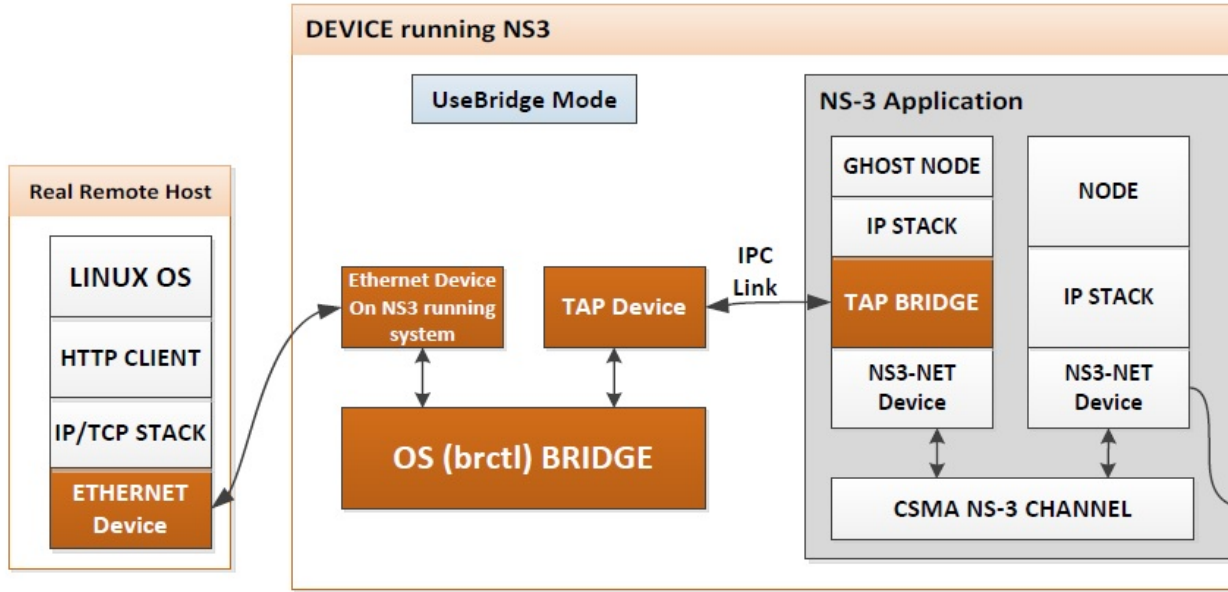 DEVICE running NS3
UseBridge Mode
NS-3 Application
GHOST NODE
IP STACK
TAP BRIDGE
NS3-NET
Device
NODE
IP STACK
NS3-NET
Device
CSMA NS-3 CHANNEL
IPC
Link
Ethernet Device
On NS3 running
system
TAP Device
OS (brctl) BRIDGE
Real Remote Host
LINUX OS
HTTP CLIENT
IP/TCP STACK
ETHERNET
Device